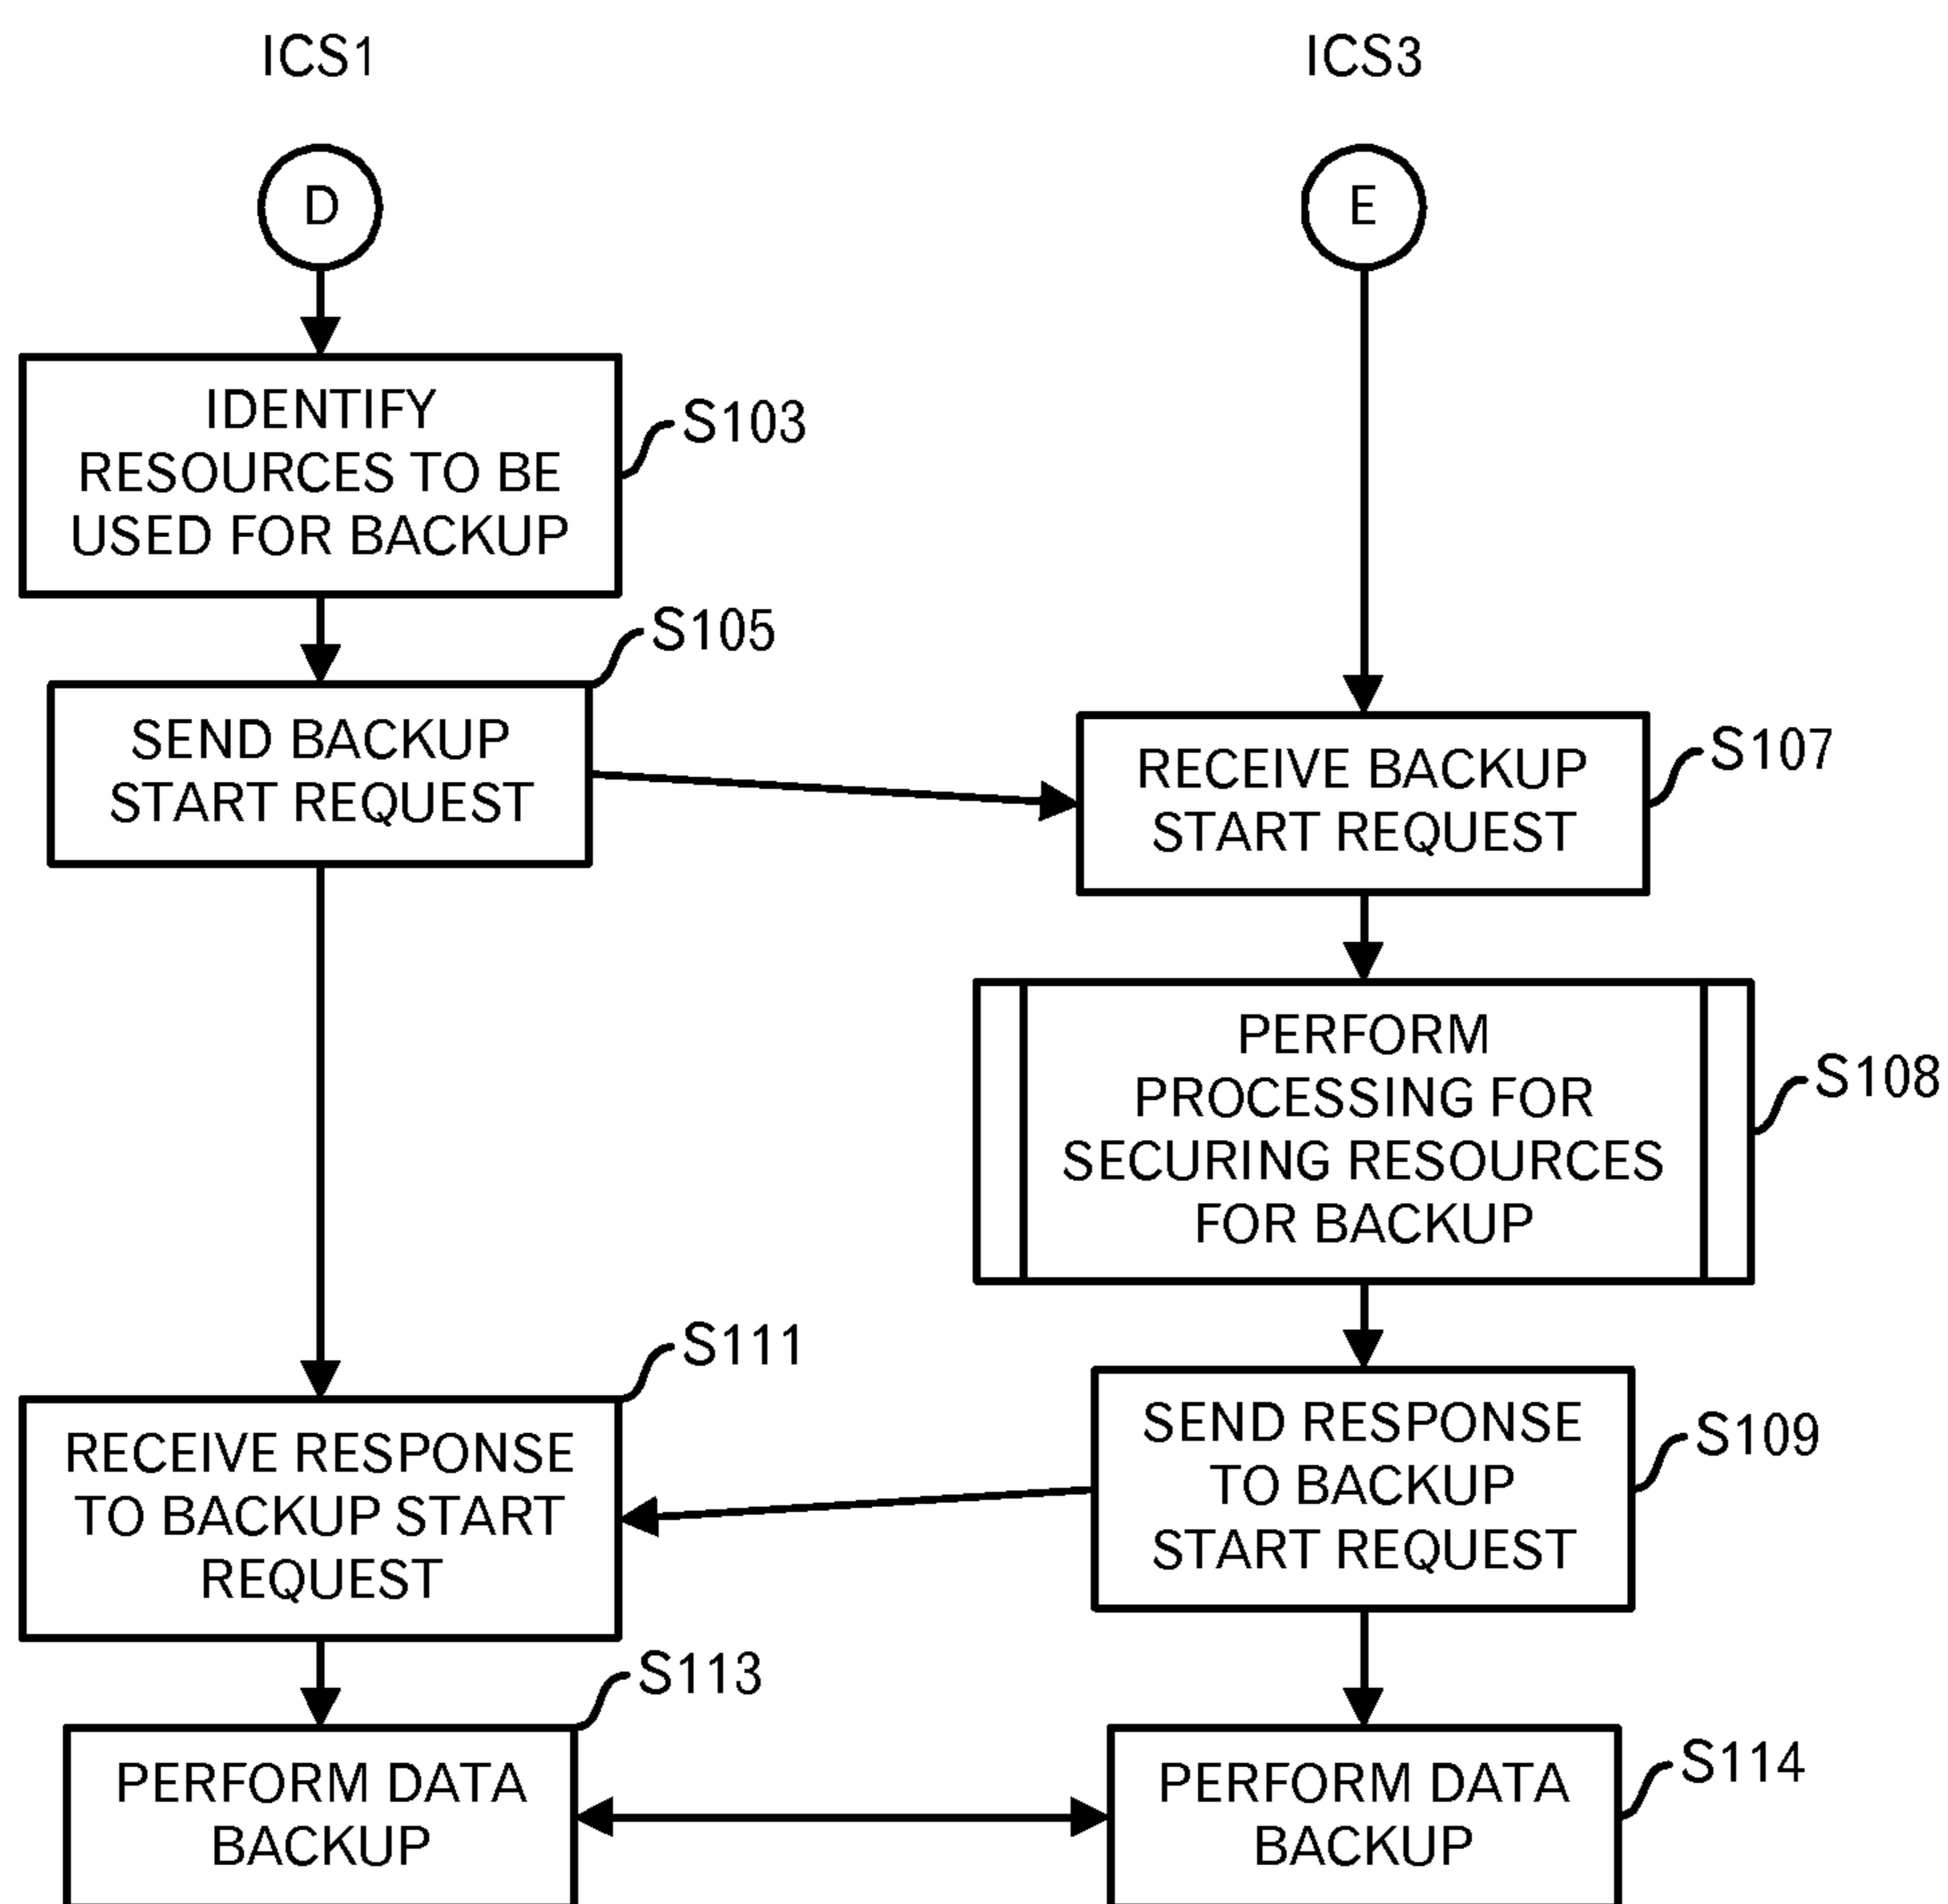 ICS1
ICS3
D
E
IDENTIFY
RESOURCES TO BE
USED FOR BACKUP
S103
S105
SEND BACKUP
START REQUEST
RECEIVE BACKUP
START REQUEST
S107
PERFORM
PROCESSING FOR
SECURING RESOURCES
FOR BACKUP
S108
S111
RECEIVE RESPONSE
TO BACKUP START
REQUEST
SEND RESPONSE
TO BACKUP
START REQUEST
S109
S113
PERFORM DATA
BACKUP
PERFORM DATA
BACKUP
S114